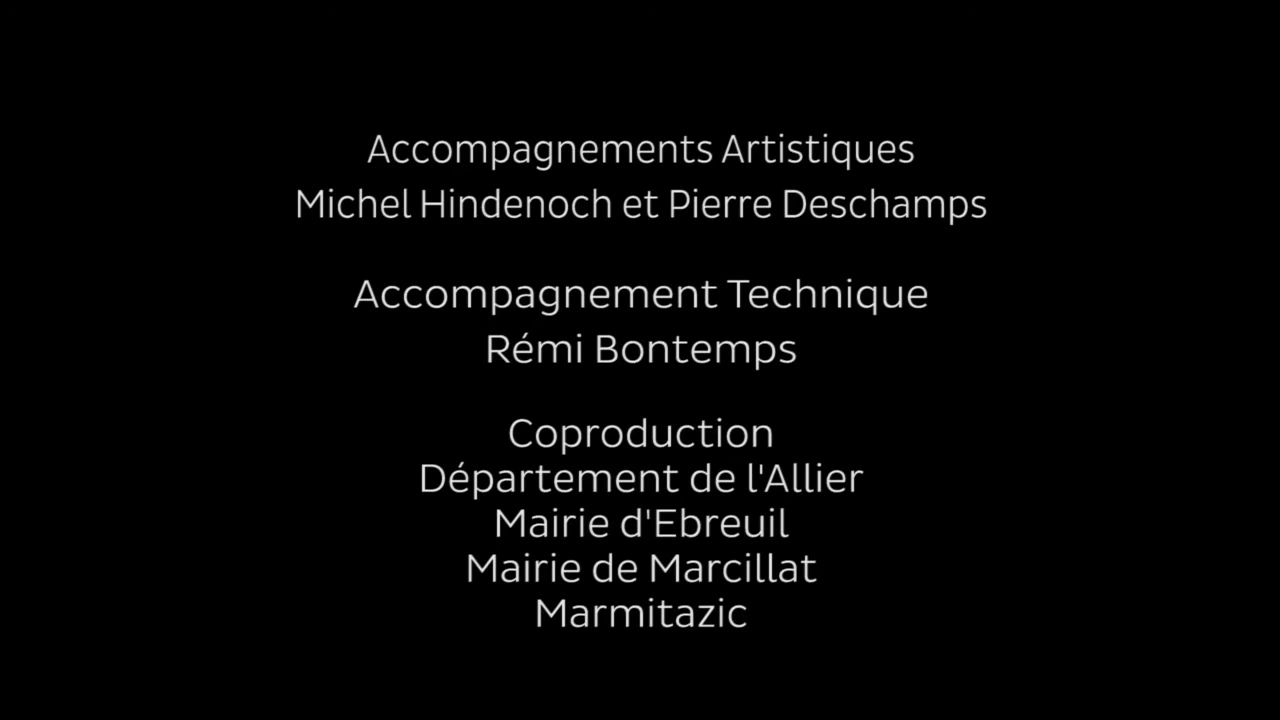 Accompagnements Artistiques
Michel Hindenoch et Pierre Deschamps
Accompagnement Technique
Rémi Bontemps
Coproduction
Département de l'Allier
Mairie d'Ebreuil
Mairie de Marcillat
Marmitazic